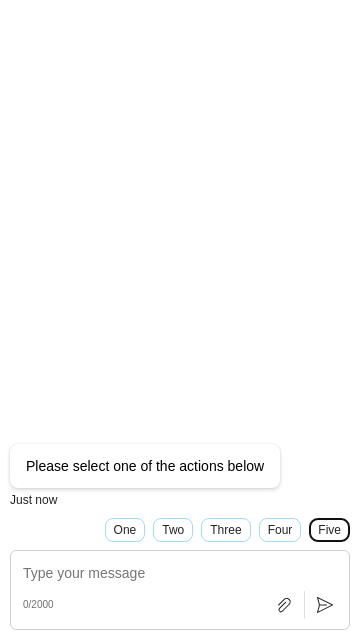 Please select one of the actions below
Just now
One Two Three Four Five
Type your message
0/2000